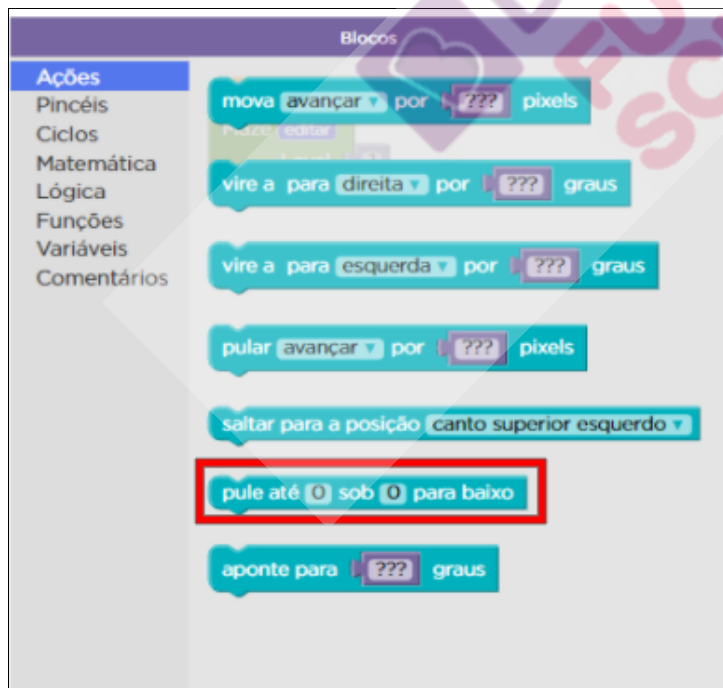 Blocos
Ações
Pincéis
Ciclos
Matemática
Lógica
Funções
Variáveis
Comentários
mova avançar por ??? pixels
editar
vire a para direita por ??? graus
vire a para esquerda por ??? graus
pular avançar por ??? pixels
saltar para a posição canto superior esquerdo
pule até 0 sob 0 para baixo
aponte para ??? graus